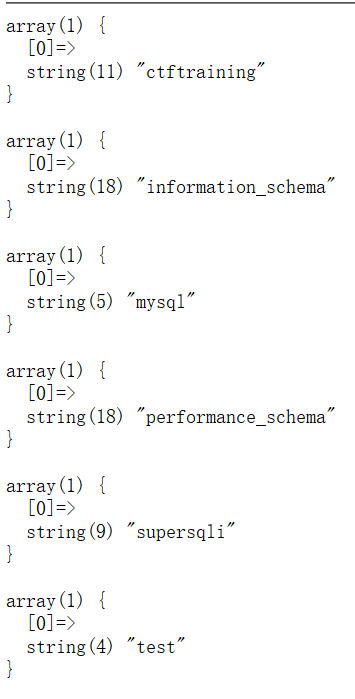 array(1) {
  [0]=>
  string(11) "ctftraining"
}
array(1) {
  [0]=>
  string(18) "information_schema"
}
array(1) {
  [0]=>
  string(5) "mysql"
}
array(1) {
  [0]=>
  string(18) "performance_schema"
}
array(1) {
  [0]=>
  string(9) "supersqli"
}
array(1) {
  [0]=>
  string(4) "test"
}